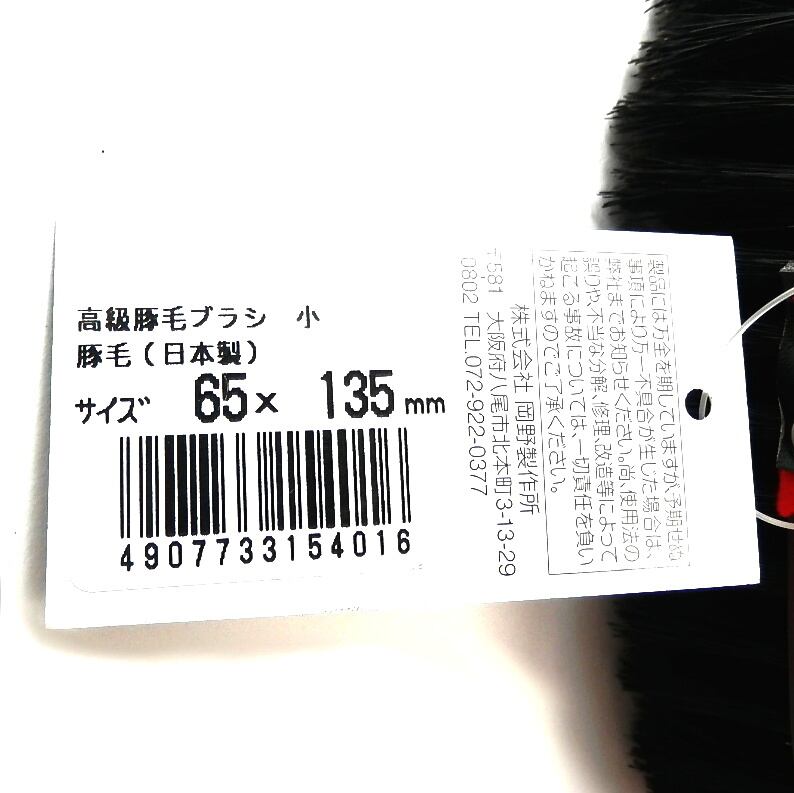 高級豚毛ブラシ　小
豚毛（日本製）
サイズ 65× 135mm
4907733154016
製品には万全を期していますが、予期せぬ
事項により万一不具合が生じた場合は、
弊社までお知らせください。尚、使用法の
誤りや、不当な分解、修理、改造等によって
起こる事故については、一切責任を負い
かねますのでご了承ください。
株式会社 岡野製作所
〒581 大阪府八尾市北本町3-13-29
0802 TEL.072-922-0377